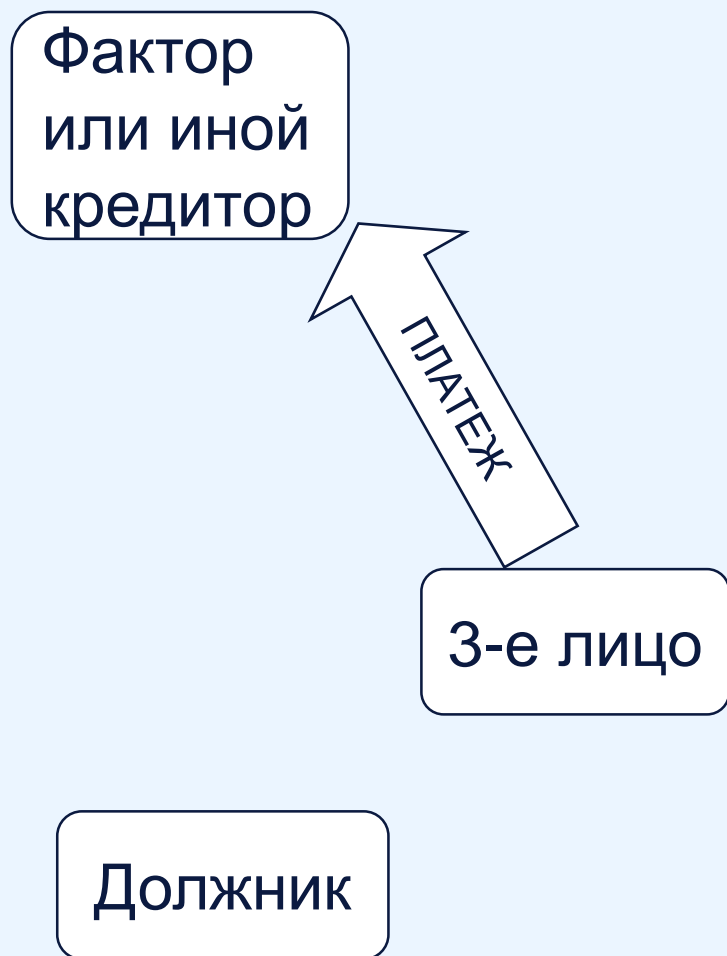 Фактор
или иной
кредитор
ПЛАТЕЖ
3-е лицо
Должник